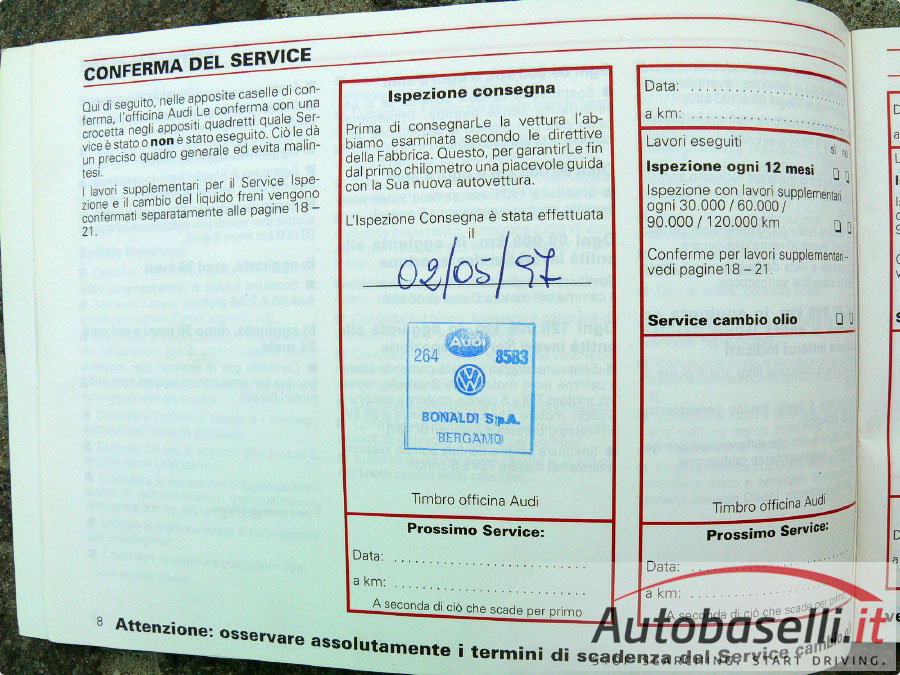 CONFERMA DEL SERVICE
Qui di seguito, nelle apposite caselle di con-
ferma, l'officina Audi Le conferma con una
crocetta negli appositi quadretti quale Ser-
vice è stato o non è stato eseguito. Ciò le dà
un preciso quadro generale ed evita malin-
tesi.
I lavori supplementari per il Service Ispe-
zione e il cambio del liquido freni vengono
confermati separatamente alle pagine 18 –
21.
Ispezione consegna
Prima di consegnarLe la vettura l'ab-
biamo esaminata secondo le direttive
della Fabbrica. Questo, per garantirLe fin
dal primo chilometro una piacevole guida
con la Sua nuova autovettura.
L'Ispezione Consegna è stata effettuata
il
02/05/97
Audi
264 8583
BONALDI S.p.A.
BERGAMO
Timbro officina Audi
Prossimo Service:
Data:
a km:
A seconda di ciò che scade per primo
Data:
a km:
Lavori eseguiti
sì no
Ispezione ogni 12 mesi
Ispezione con lavori supplementari
ogni 30.000 / 60.000 /
90.000 / 120.000 km
Conferme per lavori supplementari-
vedi pagine 18 – 21.
Service cambio olio
Timbro officina Audi
Prossimo Service:
Data:
a km:
A seconda di ciò che scade per primo
8 Attenzione: osservare assolutamente i termini di scadenza del Service cambio
Autobaselli.it
STOP SEARCHING. START DRIVING.